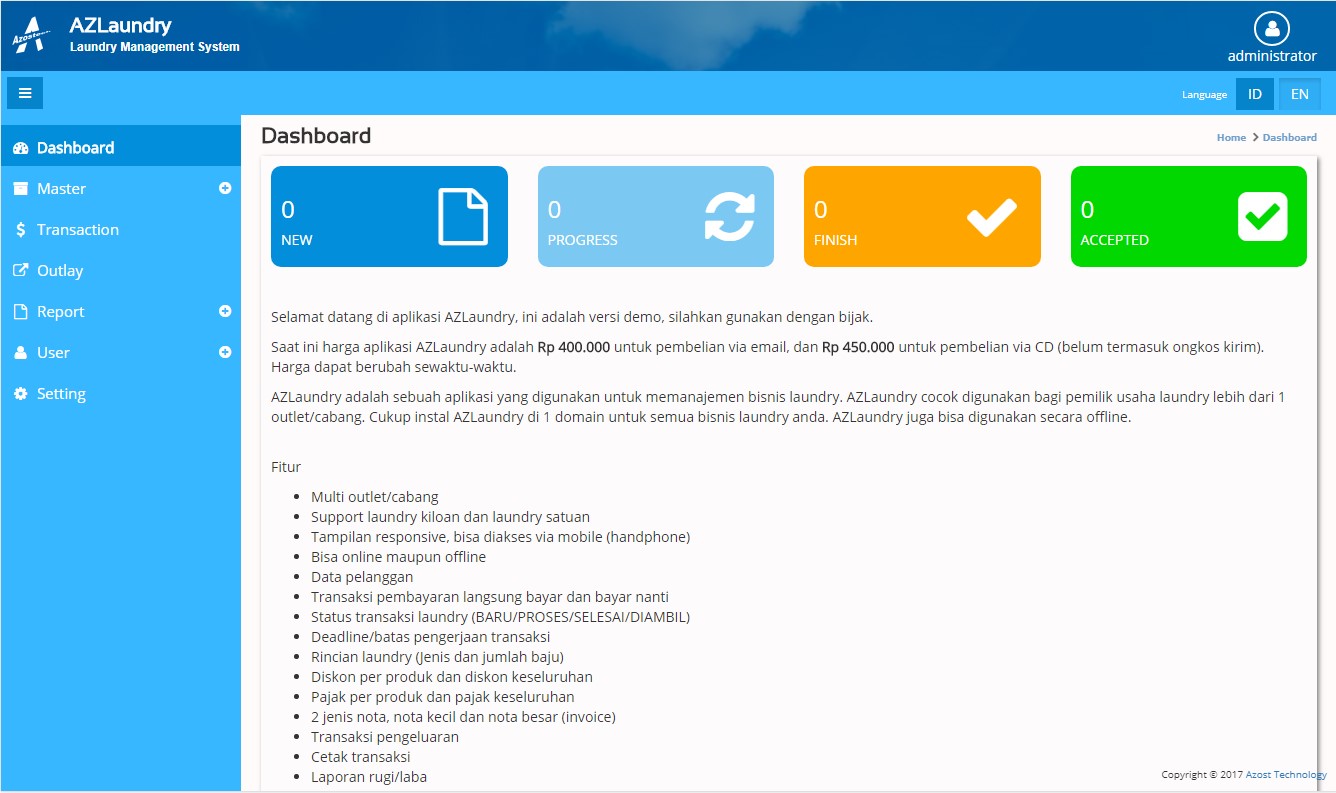 Azostech
AZLaundry
Laundry Management System
administrator
Language ID EN
Dashboard
Master
Transaction
Outlay
Report
User
Setting
Dashboard
Home Dashboard
0
NEW
0
PROGRESS
0
FINISH
0
ACCEPTED
Selamat datang di aplikasi AZLaundry, ini adalah versi demo, silahkan gunakan dengan bijak.
Saat ini harga aplikasi AZLaundry adalah Rp 400.000 untuk pembelian via email, dan Rp 450.000 untuk pembelian via CD (belum termasuk ongkos kirim).
Harga dapat berubah sewaktu-waktu.
AZLaundry adalah sebuah aplikasi yang digunakan untuk memanajemen bisnis laundry. AZLaundry cocok digunakan bagi pemilik usaha laundry lebih dari 1
outlet/cabang. Cukup instal AZLaundry di 1 domain untuk semua bisnis laundry anda. AZLaundry juga bisa digunakan secara offline.
Fitur
Multi outlet/cabang
Support laundry kiloan dan laundry satuan
Tampilan responsive, bisa diakses via mobile (handphone)
Bisa online maupun offline
Data pelanggan
Transaksi pembayaran langsung bayar dan bayar nanti
Status transaksi laundry (BARU/PROSES/SELESAI/DIAMBIL)
Deadline/batas pengerjaan transaksi
Rincian laundry (Jenis dan jumlah baju)
Diskon per produk dan diskon keseluruhan
Pajak per produk dan pajak keseluruhan
2 jenis nota, nota kecil dan nota besar (invoice)
Transaksi pengeluaran
Cetak transaksi
Laporan rugi/laba
Copyright © 2017 Azost Technology